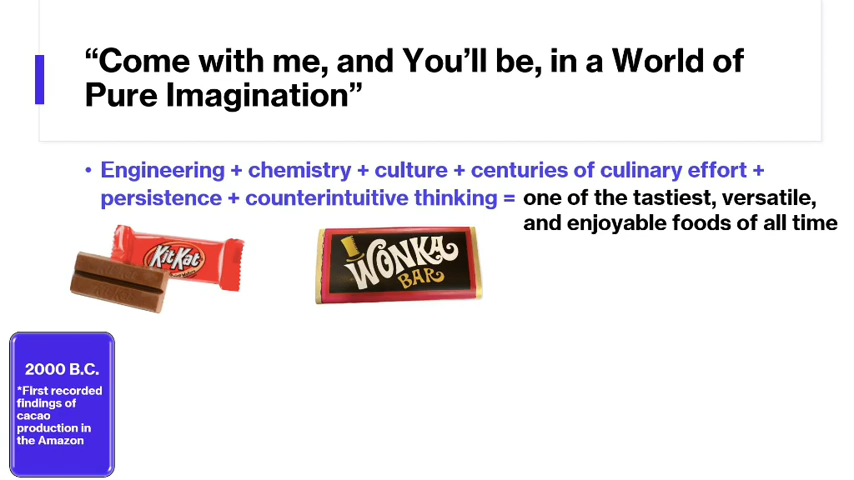 “Come with me, and You’ll be, in a World of
Pure Imagination”
• Engineering + chemistry + culture + centuries of culinary effort +
persistence + counterintuitive thinking = one of the tastiest, versatile,
and enjoyable foods of all time
KitKat
WONKA
BAR
2000 B.C.
*First recorded
findings of
cacao
production in
the Amazon